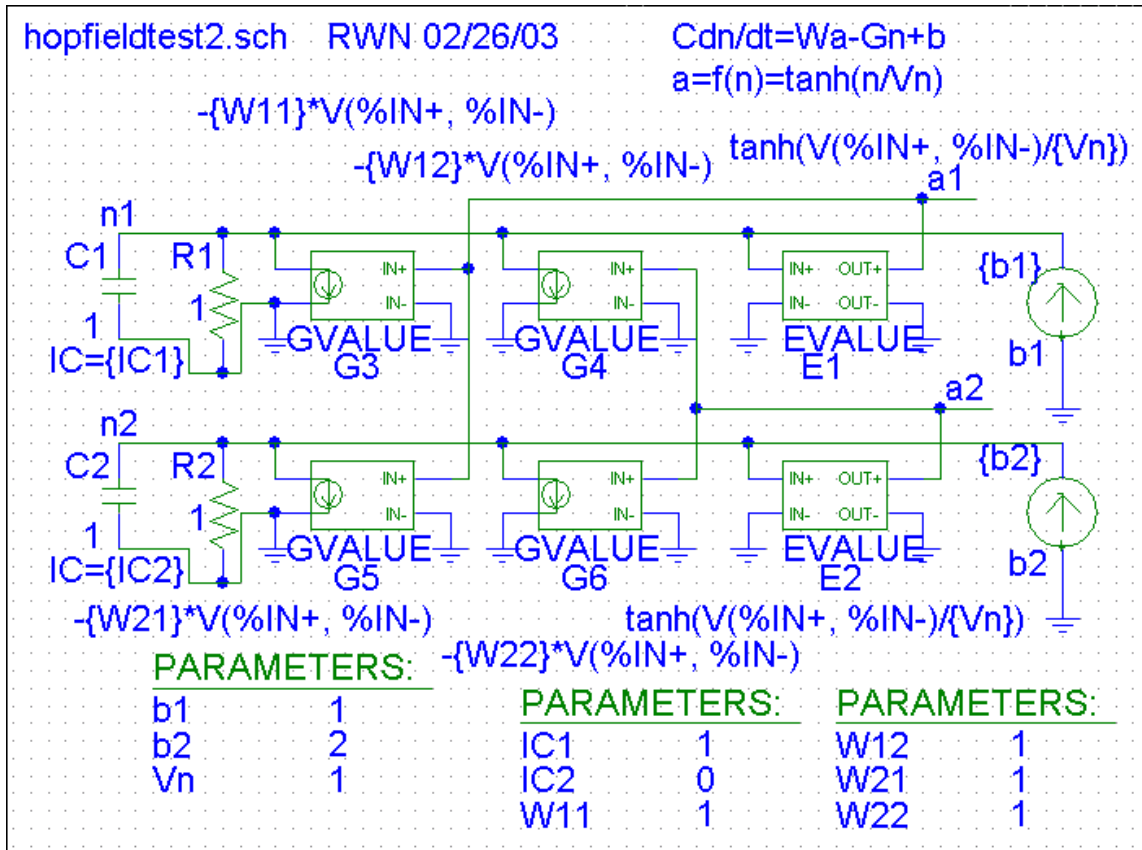 hopfieldtest2.sch RWN 02/26/03 Cdn/dt=Wa-Gn+b
a=f(n)=tanh(n/Vn)
-{W11}*V(%IN+, %IN-)
-{W12}*V(%IN+, %IN-) tanh(V(%IN+, %IN-)/{Vn})
a1
n1
C1 R1 IN+ IN+ IN+ OUT+ {b1}
1 IN- IN- IN- OUT-
1 GVALUE GVALUE EVALUE b1
IC={IC1} G3 G4 E1
a2
n2
C2 R2 IN+ IN+ IN+ OUT+ {b2}
1 IN- IN- IN- OUT-
1 GVALUE GVALUE EVALUE b2
IC={IC2} G5 G6 E2
-{W21}*V(%IN+, %IN-) tanh(V(%IN+, %IN-)/{Vn})
-{W22}*V(%IN+, %IN-)
PARAMETERS:
b1 1
b2 2
Vn 1
PARAMETERS:
IC1 1
IC2 0
W11 1
PARAMETERS:
W12 1
W21 1
W22 1